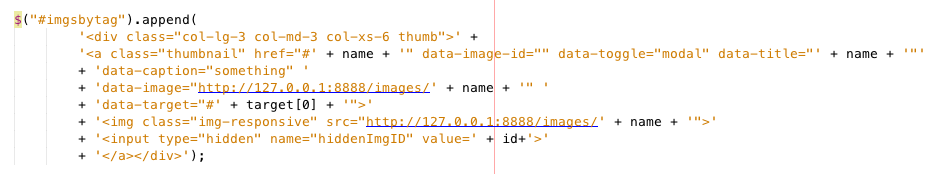 $("#imgsbytag").append(
'<div class="col-lg-3 col-md-3 col-xs-6 thumb">' +
'<a class="thumbnail" href="#' + name + '" data-image-id="" data-toggle="modal" data-title="' + name + '"'
+ 'data-caption="something" '
+ 'data-image="http://127.0.0.1:8888/images/' + name + '" '
+ 'data-target="#' + target[0] + '">'
+ '<img class="img-responsive" src="http://127.0.0.1:8888/images/' + name + '">'
+ '<input type="hidden" name="hiddenImgID" value=' + id+'>'
+ '</a></div>');